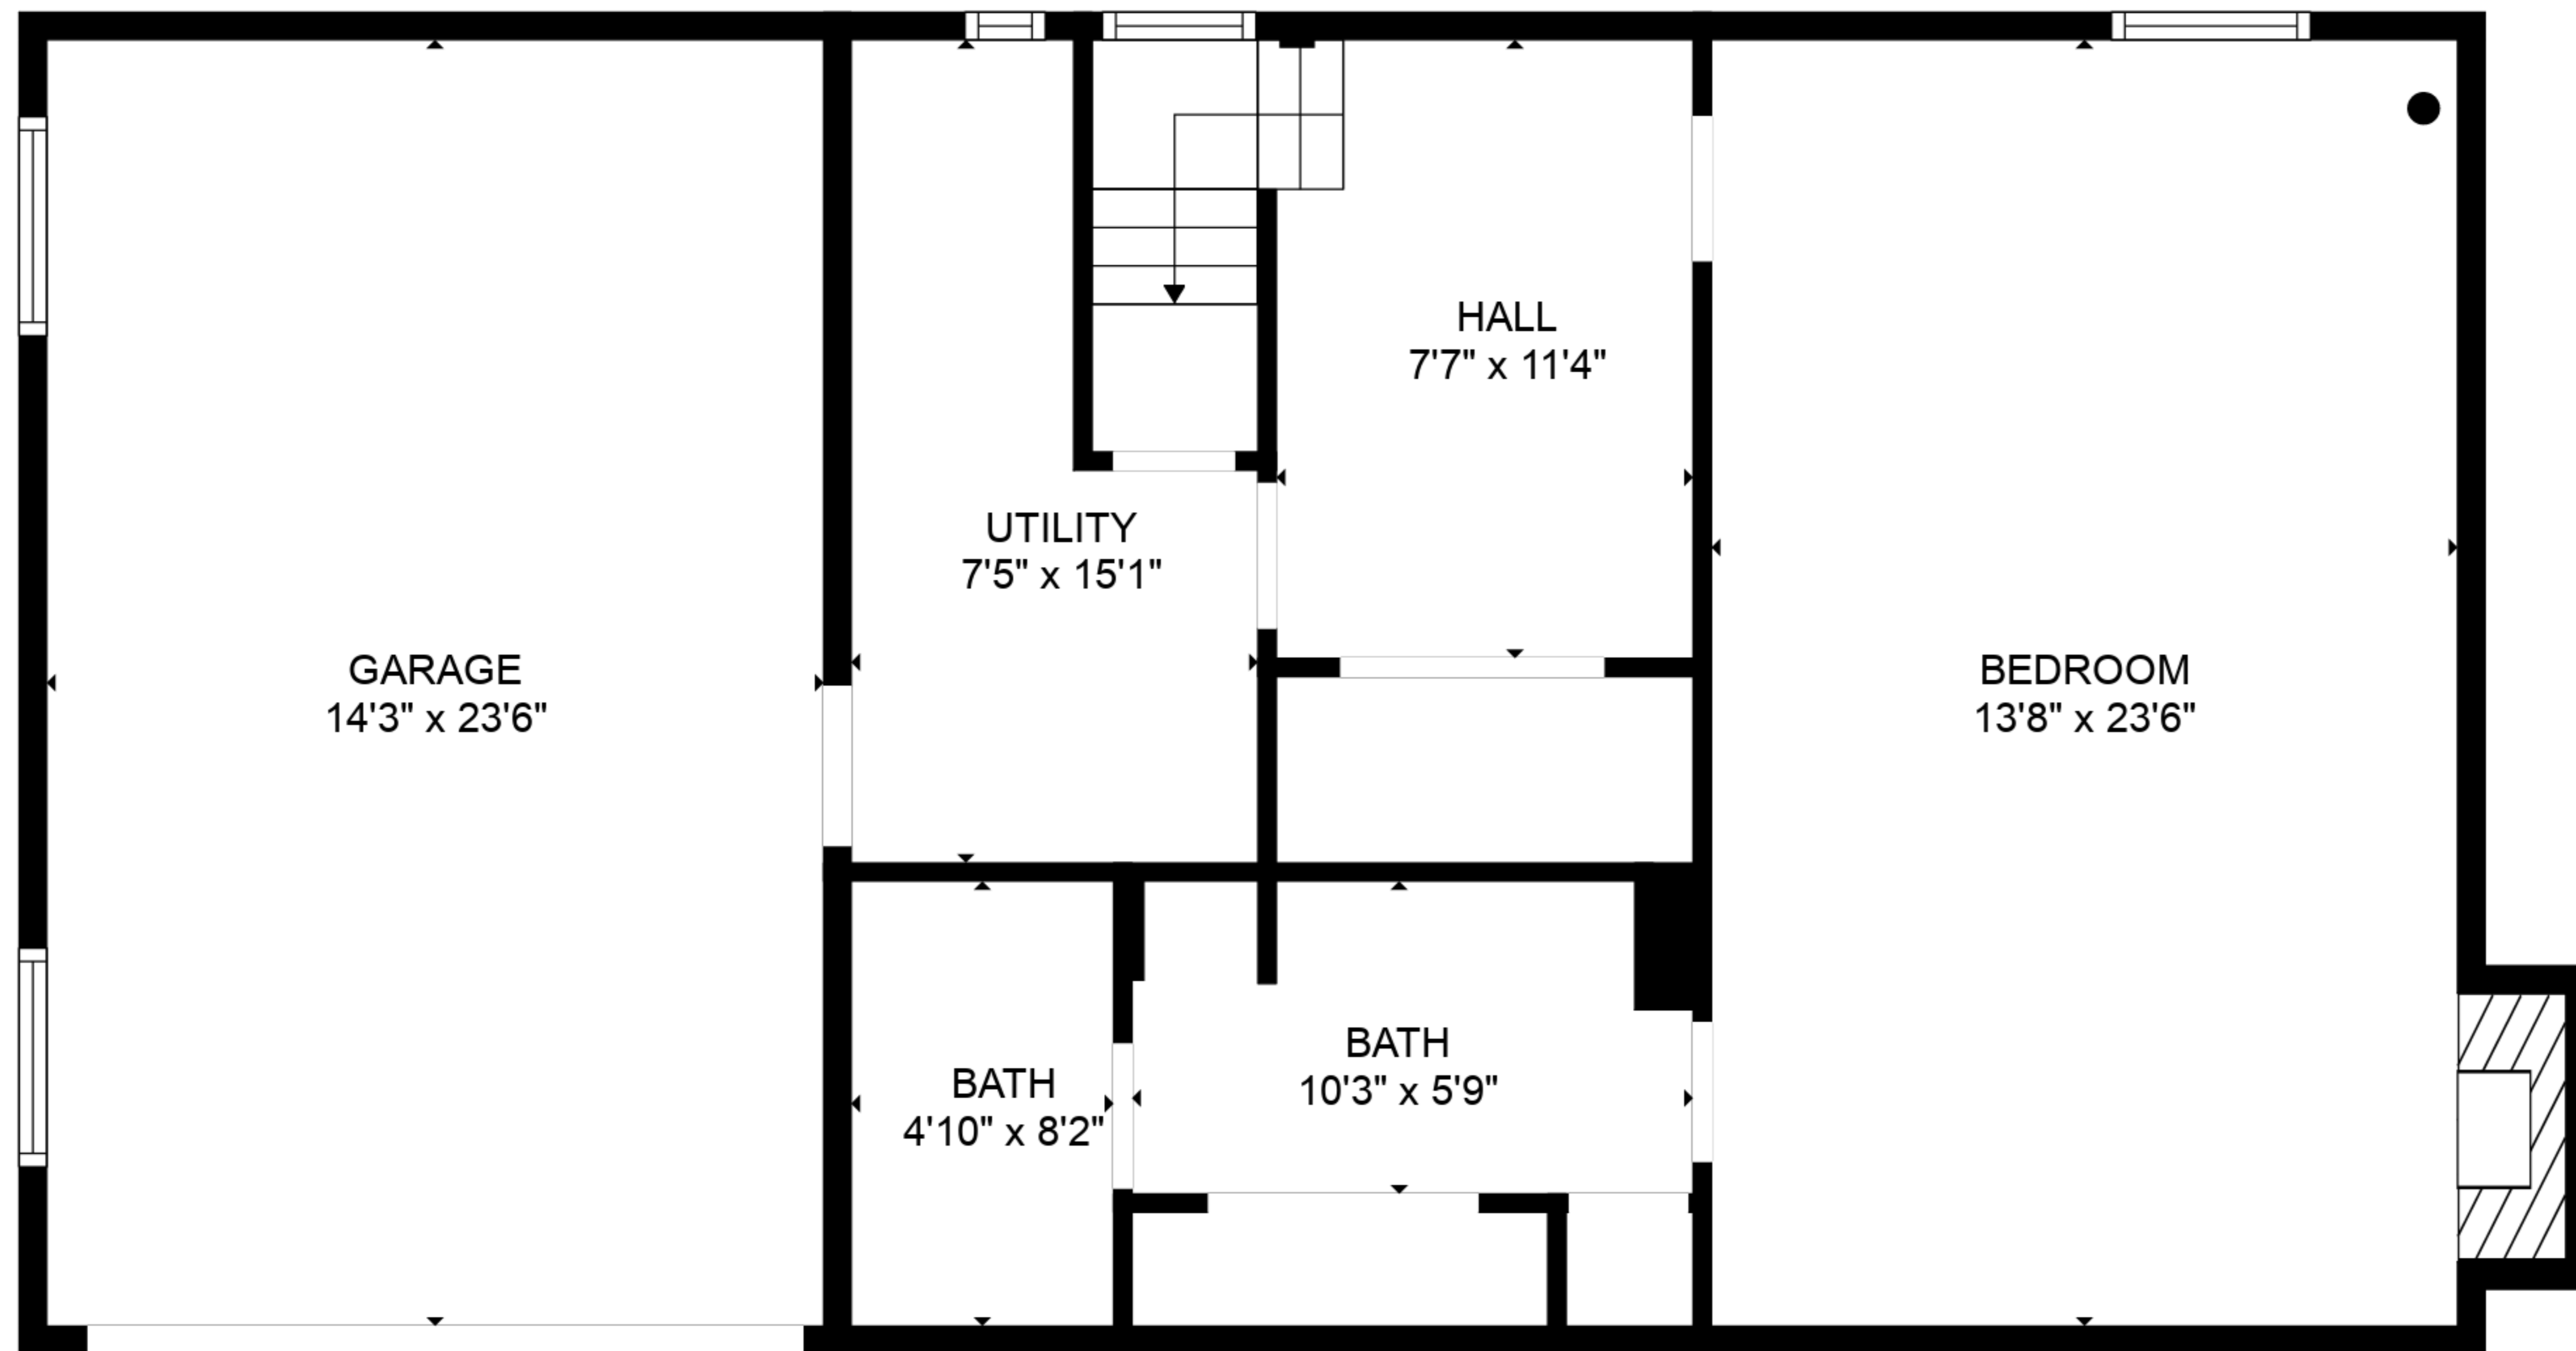 HALL
7'7" x 11'4"
UTILITY
7'5" x 15'1"
GARAGE
14'3" x 23'6"
BEDROOM
13'8" x 23'6"
BATH
10'3" x 5'9"
BATH
4'10" x 8'2"